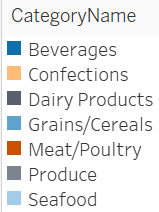 CategoryName
Beverages
Confections
Dairy Products
Grains/Cereals
Meat/Poultry
Produce
Seafood